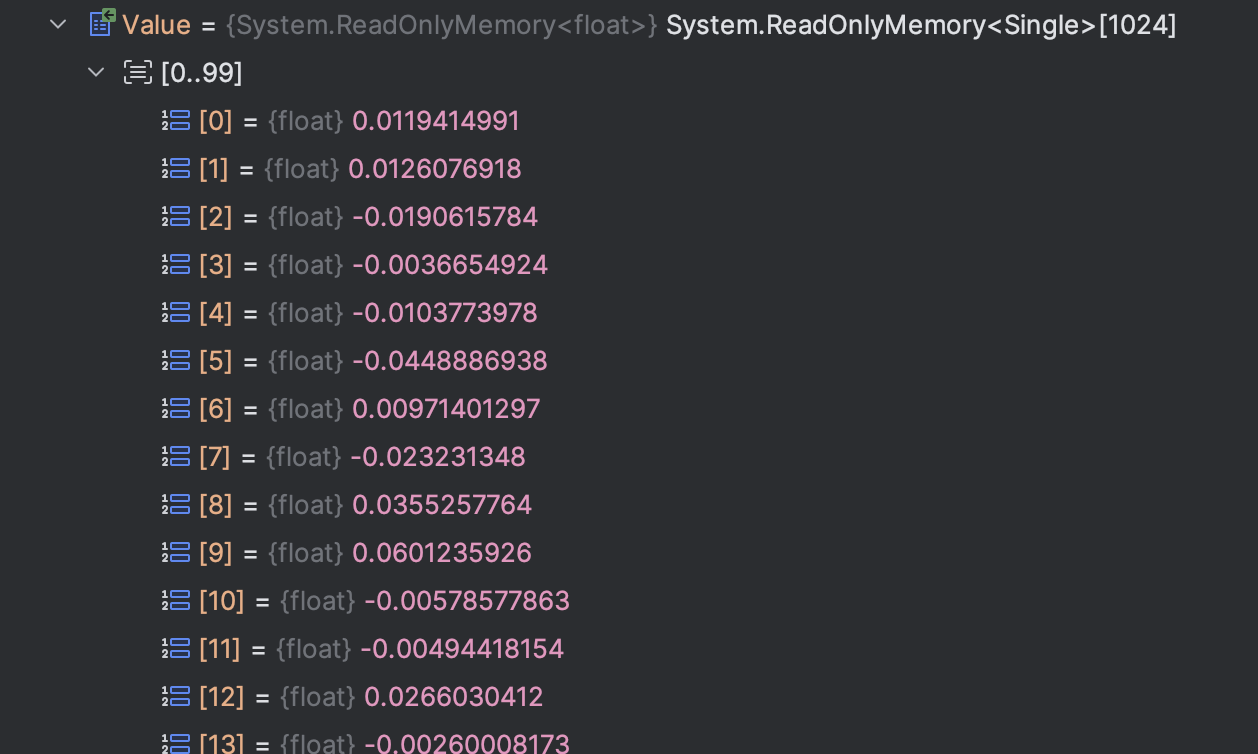 Value = {System.ReadOnlyMemory<float>} System.ReadOnlyMemory<Single>[1024]
[0..99]
[0] = {float} 0.0119414991
[1] = {float} 0.0126076918
[2] = {float} -0.0190615784
[3] = {float} -0.0036654924
[4] = {float} -0.0103773978
[5] = {float} -0.0448886938
[6] = {float} 0.00971401297
[7] = {float} -0.023231348
[8] = {float} 0.0355257764
[9] = {float} 0.0601235926
[10] = {float} -0.00578577863
[11] = {float} -0.00494418154
[12] = {float} 0.0266030412
[13] = {float} -0.00260008173